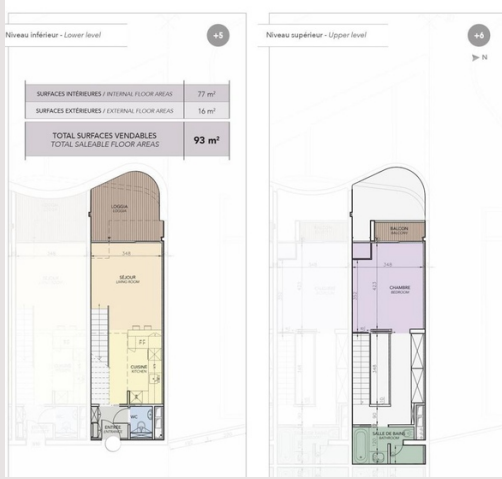 Niveau inférieur - Lower level
+5
SURFACES INTÉRIEURES / INTERNAL FLOOR AREAS 77 m²
SURFACES EXTÉRIEURES / EXTERNAL FLOOR AREAS 16 m²
TOTAL SURFACES VENDABLES
TOTAL SALEABLE FLOOR AREAS
93 m²
LOGGIA
LOGGIA
348
SÉJOUR
LIVING ROOM
CUISINE
KITCHEN
ENTRÉE
ENTRANCE
WC
Niveau supérieur - Upper level
+6
N
BALCON
BALCONY
348
CHAMBRE
BEDROOM
SALLE DE BAINS
BATHROOM